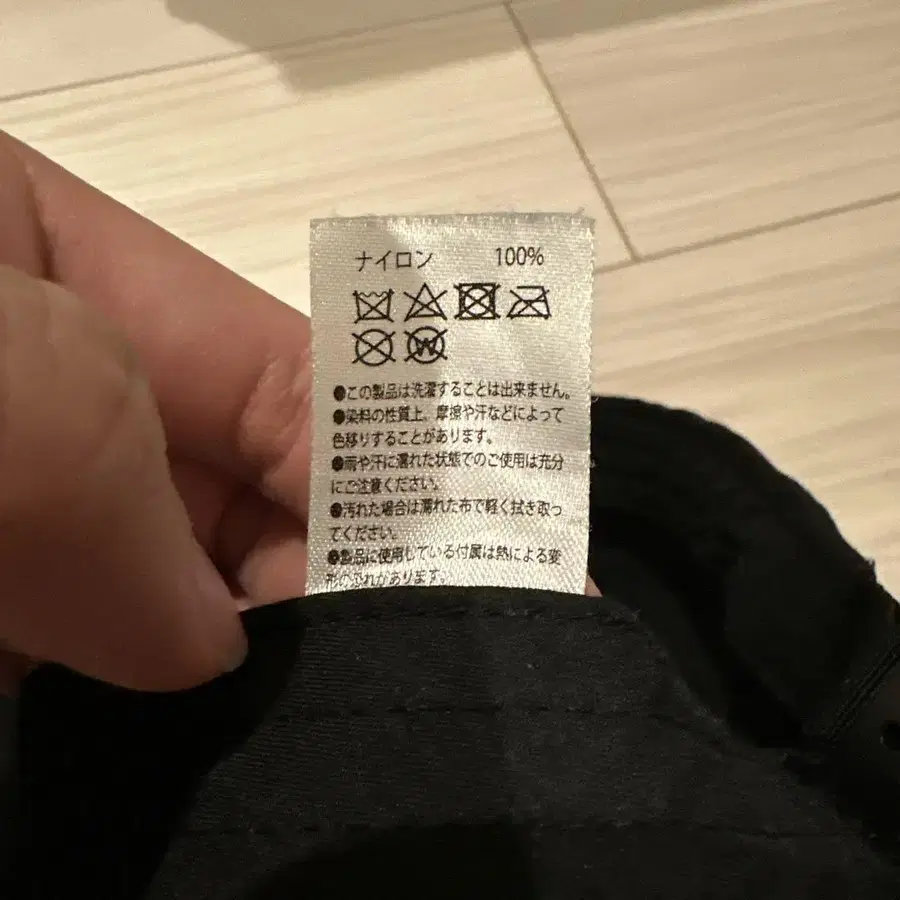 ナイロン 100%
W
●この製品は洗濯することは出来ません。
●染料の性質上、摩擦や汗などによって
色移りすることがあります。
●雨や汗に濡れた状態でのご使用は充分
にご注意ください。
●汚れた場合は濡れた布で軽く拭き取っ
てください。
●製品に使用している付属は熱による変
形の恐れがあります。